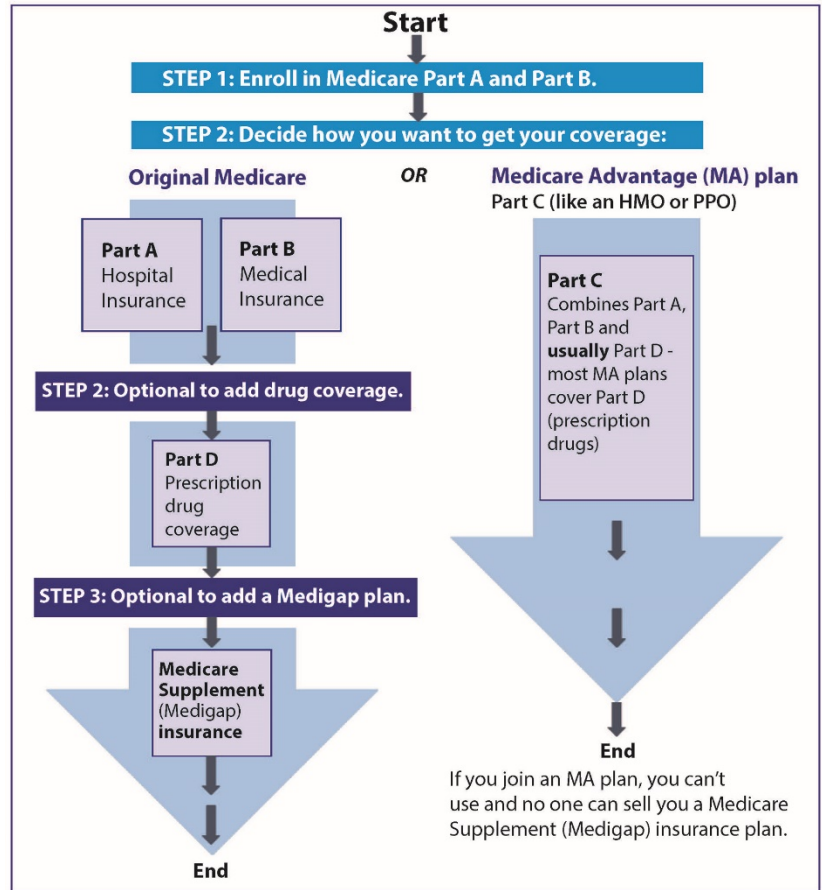 Start
STEP 1: Enroll in Medicare Part A and Part B.
STEP 2: Decide how you want to get your coverage:
Original Medicare
OR
Medicare Advantage (MA) plan
Part C (like an HMO or PPO)
Part A
Hospital
Insurance
Part B
Medical
Insurance
STEP 2: Optional to add drug coverage.
Part D
Prescription
drug
coverage
STEP 3: Optional to add a Medigap plan.
Medicare
Supplement
(Medigap)
insurance
End
Part C
Combines Part A,
Part B and
usually Part D -
most MA plans
cover Part D
(prescription
drugs)
End
If you join an MA plan, you can’t
use and no one can sell you a Medicare
Supplement (Medigap) insurance plan.